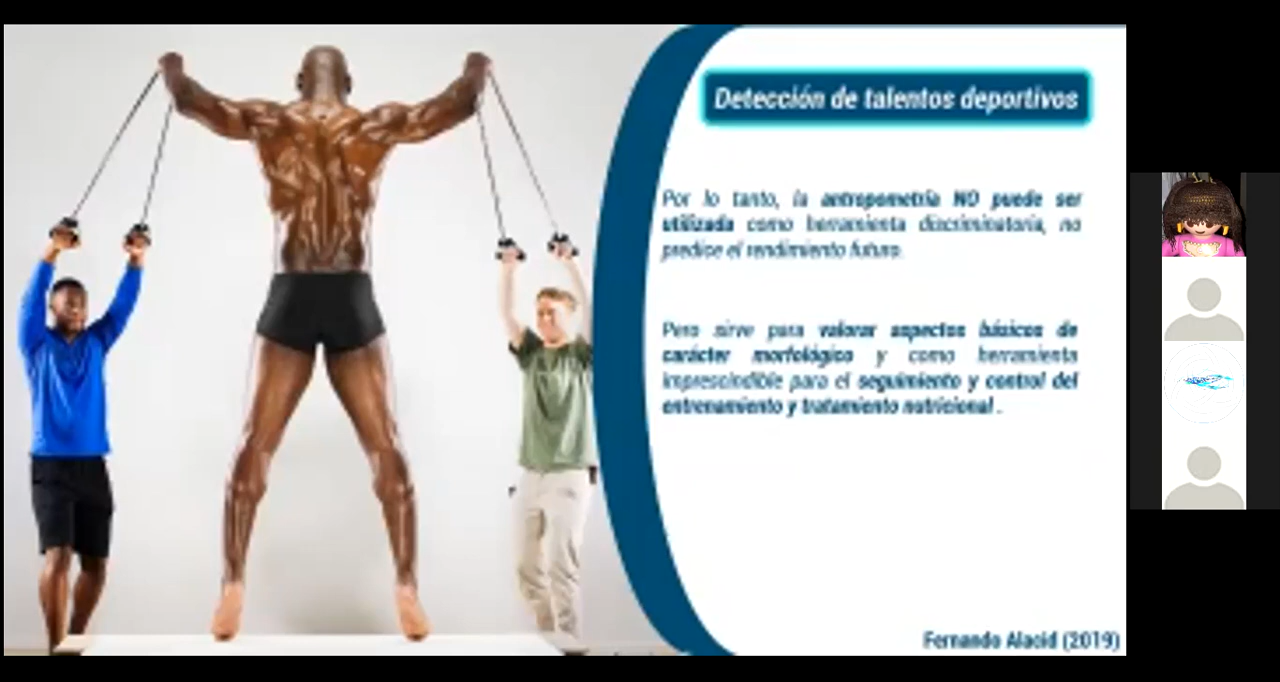 Detección de talentos deportivos
Por lo tanto, la antropometría NO puede ser
utilizada como herramienta discriminatoria, no
predice el rendimiento futuro.
Pero sirve para valorar aspectos básicos de
carácter morfológico y como herramienta
imprescindible para el seguimiento y control del
entrenamiento y tratamiento nutricional .
Fernando Alacid (2019)